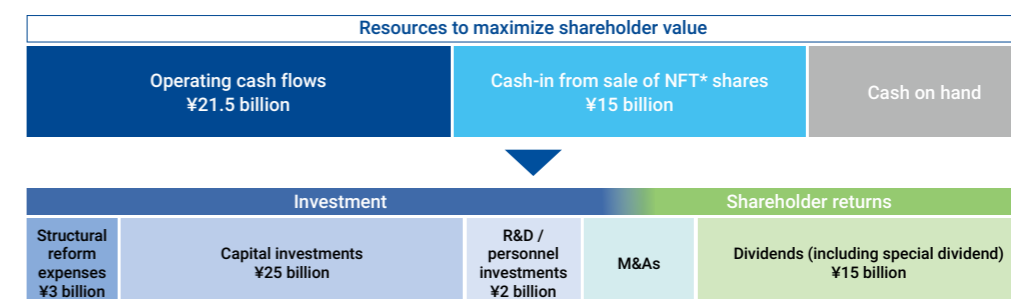 Resources to maximize shareholder value
Operating cash flows
¥21.5 billion
Cash-in from sale of NFT* shares
¥15 billion
Cash on hand
Investment
Shareholder returns
Structural
reform
expenses
¥3 billion
Capital investments
¥25 billion
R&D /
personnel
investments
¥2 billion
M&As
Dividends (including special dividend)
¥15 billion